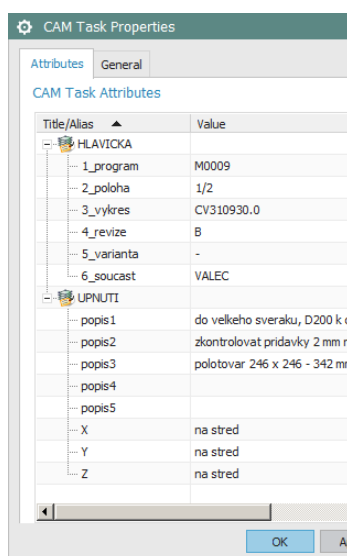 CAM Task Properties
Attributes General
CAM Task Attributes
Title/Alias Value
HLAVICKA
1_program M0009
2_poloha 1/2
3_vykres CV310930.0
4_revize B
5_varianta -
6_soucast VALEC
UPNUTI
popis1 do velkeho sveraku, D200 k
popis2 zkontrolovat pridavky 2 mm
popis3 polotovar 246 x 246 - 342 mm
popis4
popis5
X na stred
Y na stred
Z na stred
OK